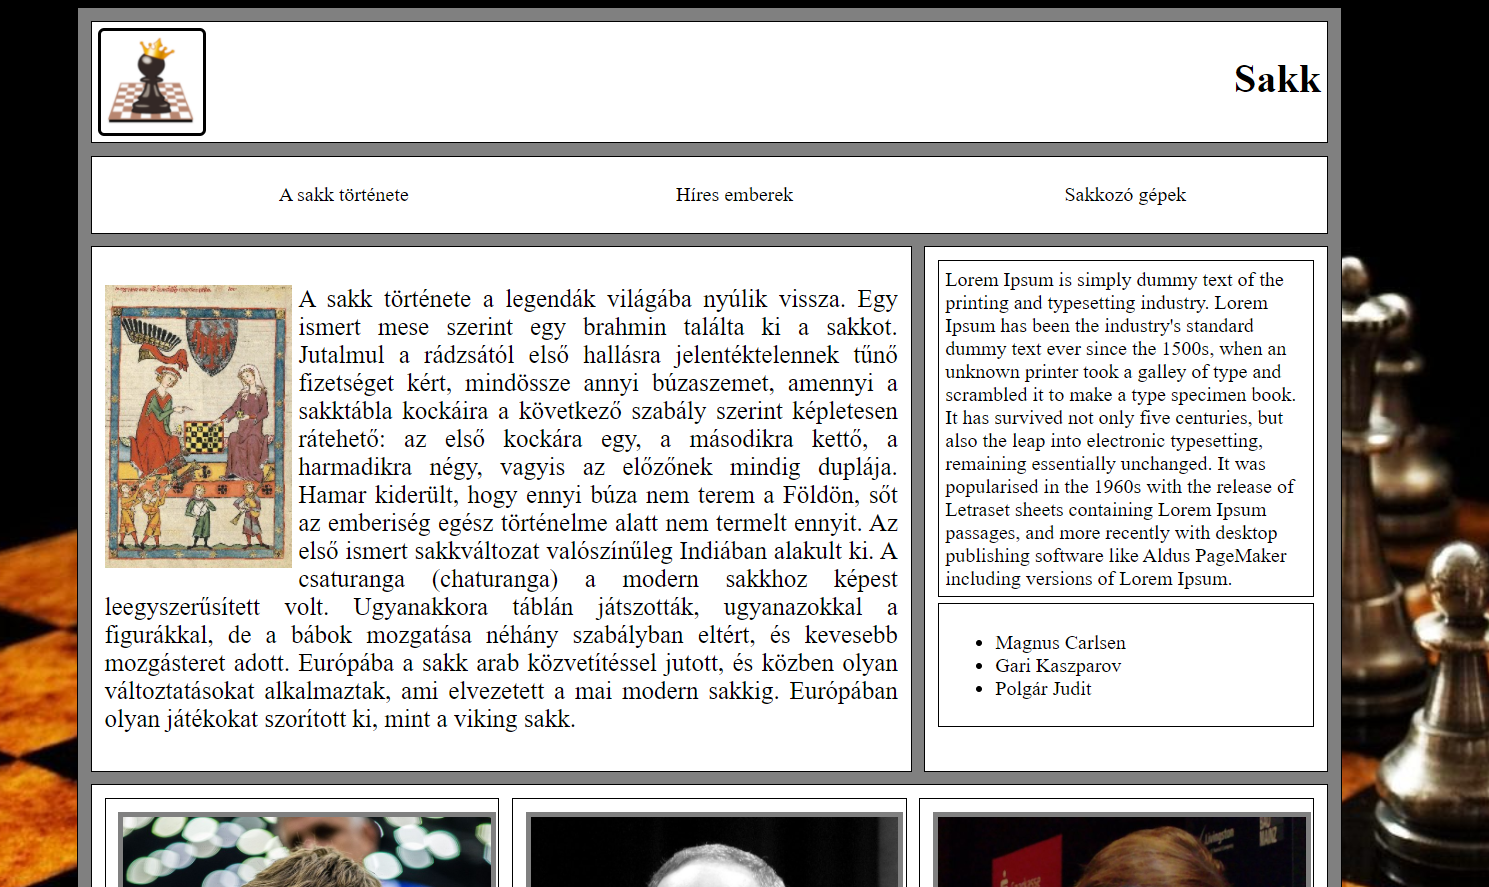 Sakk
A sakk története
Híres emberek
Sakkozó gépek
A sakk története a legendák világába nyúlik vissza. Egy
ismert mese szerint egy brahmin találta ki a sakkot.
Jutalmul a rádzsától első hallásra jelentéktelennek tűnő
fizetséget kért, mindössze annyi búzaszemet, amennyi a
sakktábla kockáira a következő szabály szerint képletesen
rátehető: az első kockára egy, a másodikra kettő, a
harmadikra négy, vagyis az előzőnek mindig duplája.
Hamar kiderült, hogy ennyi búza nem terem a Földön, sőt
az emberiség egész történelme alatt nem termelt ennyit. Az
első ismert sakkváltozat valószínűleg Indiában alakult ki. A
csaturanga (chaturanga) a modern sakkhoz képest
leegyszerűsített volt. Ugyanakkora táblán játszották, ugyanazokkal a
figurákkal, de a bábok mozgatása néhány szabályban eltért, és kevesebb
mozgásteret adott. Európába a sakk arab közvetítéssel jutott, és közben olyan
változtatásokat alkalmaztak, ami elvezetett a mai modern sakkig. Európában
olyan játékokat szorított ki, mint a viking sakk.
Lorem Ipsum is simply dummy text of the
printing and typesetting industry. Lorem
Ipsum has been the industry's standard
dummy text ever since the 1500s, when an
unknown printer took a galley of type and
scrambled it to make a type specimen book.
It has survived not only five centuries, but
also the leap into electronic typesetting,
remaining essentially unchanged. It was
popularised in the 1960s with the release of
Letraset sheets containing Lorem Ipsum
passages, and more recently with desktop
publishing software like Aldus PageMaker
including versions of Lorem Ipsum.
• Magnus Carlsen
• Gari Kaszparov
• Polgár Judit